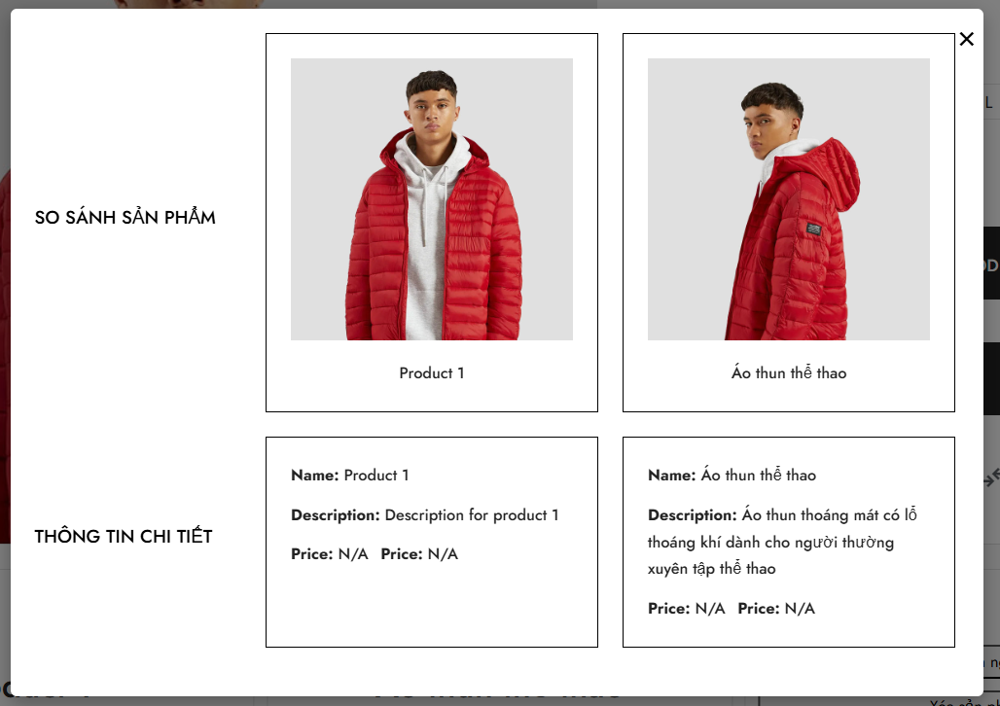 SO SÁNH SẢN PHẨM
Product 1
Áo thun thể thao
THÔNG TIN CHI TIẾT
Name: Product 1
Description: Description for product 1
Price: N/A Price: N/A
Name: Áo thun thể thao
Description: Áo thun thoáng mát có lỗ
thoáng khí dành cho người thường
xuyên tập thể thao
Price: N/A Price: N/A